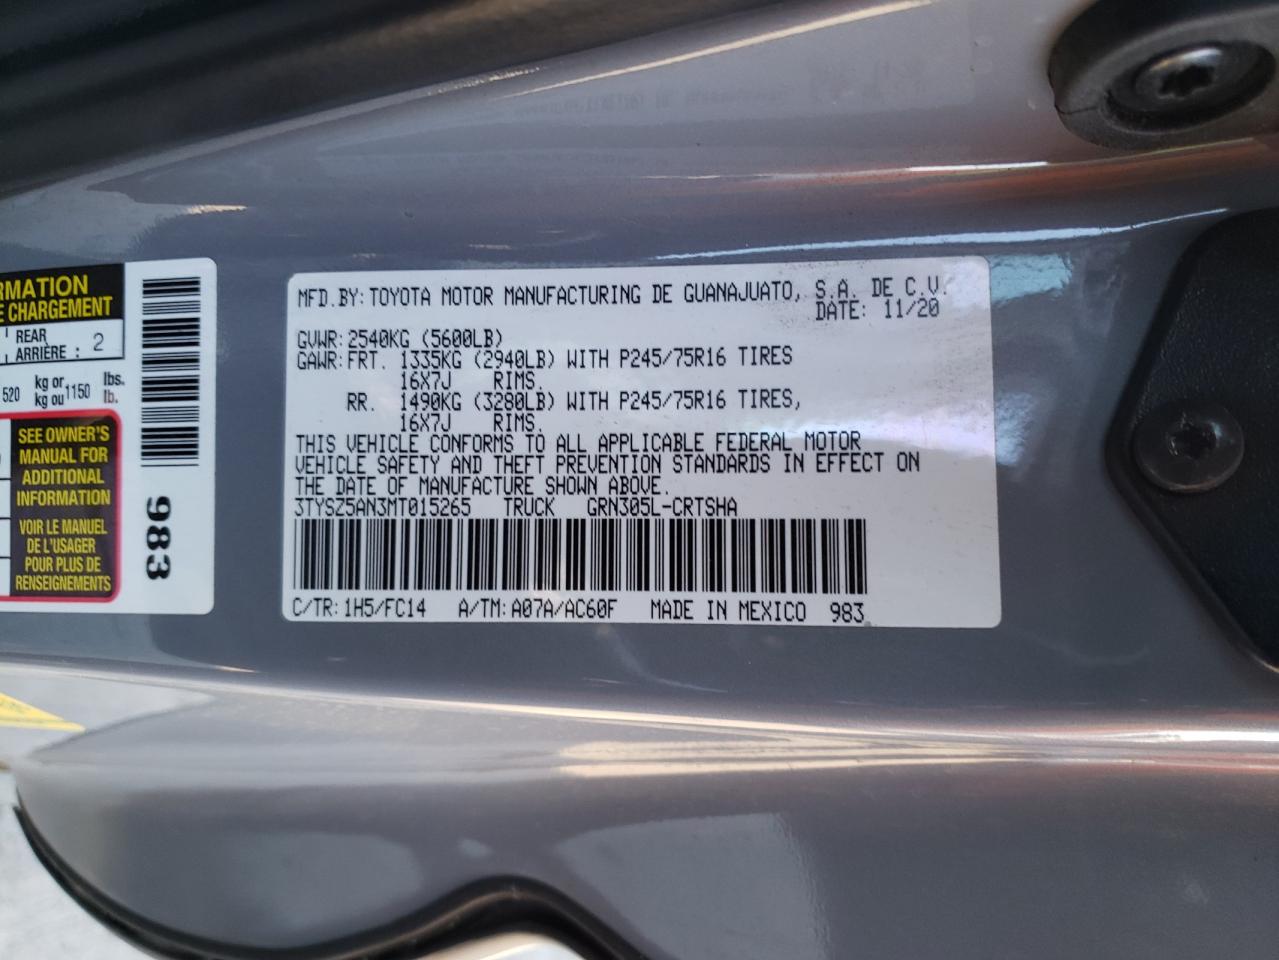 RMATION
E CHARGEMENT
REAR
ARRIÈRE : 2
520 kg or 1150 lbs.
kg ou lb.
SEE OWNER'S
MANUAL FOR
ADDITIONAL
INFORMATION
VOIR LE MANUEL
DE L'USAGER
POUR PLUS DE
RENSEIGNEMENTS
983
MFD.BY: TOYOTA MOTOR MANUFACTURING DE GUANAJUATO, S.A. DE C.V.
DATE: 11/20
GVWR: 2540KG (5600LB)
GAWR: FRT. 1335KG (2940LB) WITH P245/75R16 TIRES
16X7J RIMS.
RR. 1490KG (3280LB) WITH P245/75R16 TIRES,
16X7J RIMS.
THIS VEHICLE CONFORMS TO ALL APPLICABLE FEDERAL MOTOR
VEHICLE SAFETY AND THEFT PREVENTION STANDARDS IN EFFECT ON
THE DATE OF MANUFACTURE SHOWN ABOVE.
3TYSZ5AN3MT015265 TRUCK GRN305L-CRTSHA
C/TR: 1H5/FC14 A/TM: A07A/AC60F MADE IN MEXICO 983